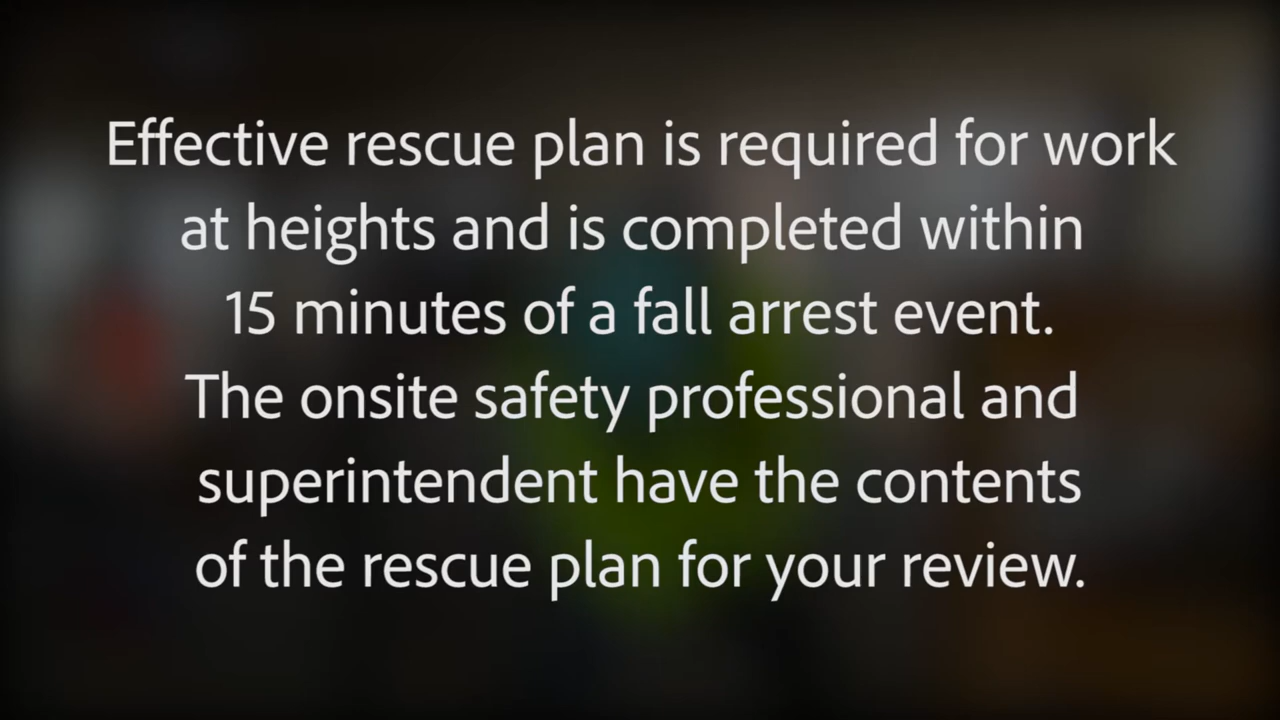 Effective rescue plan is required for work
at heights and is completed within
15 minutes of a fall arrest event.
The onsite safety professional and
superintendent have the contents
of the rescue plan for your review.